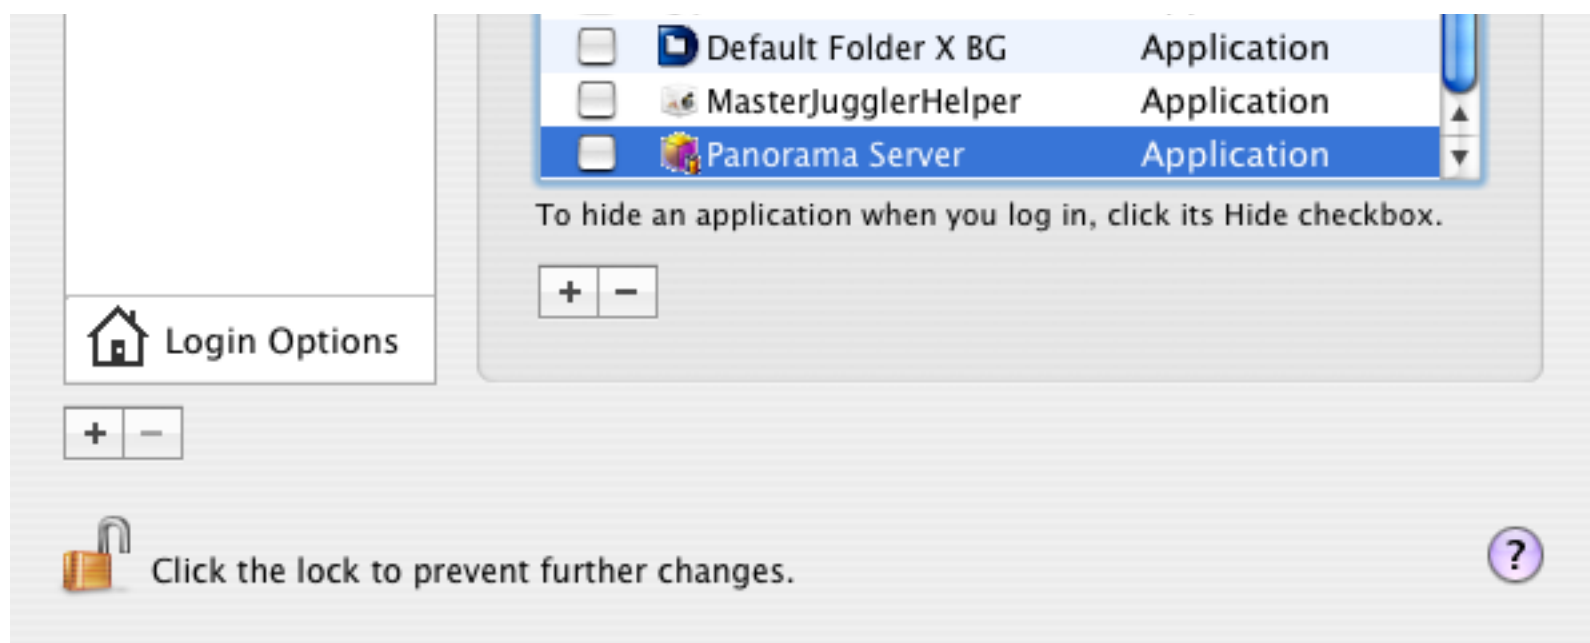 Default Folder X BG Application
MasterJugglerHelper Application
Panorama Server Application
To hide an application when you log in, click its Hide checkbox.
+ −
Login Options
+ −
Click the lock to prevent further changes.
?